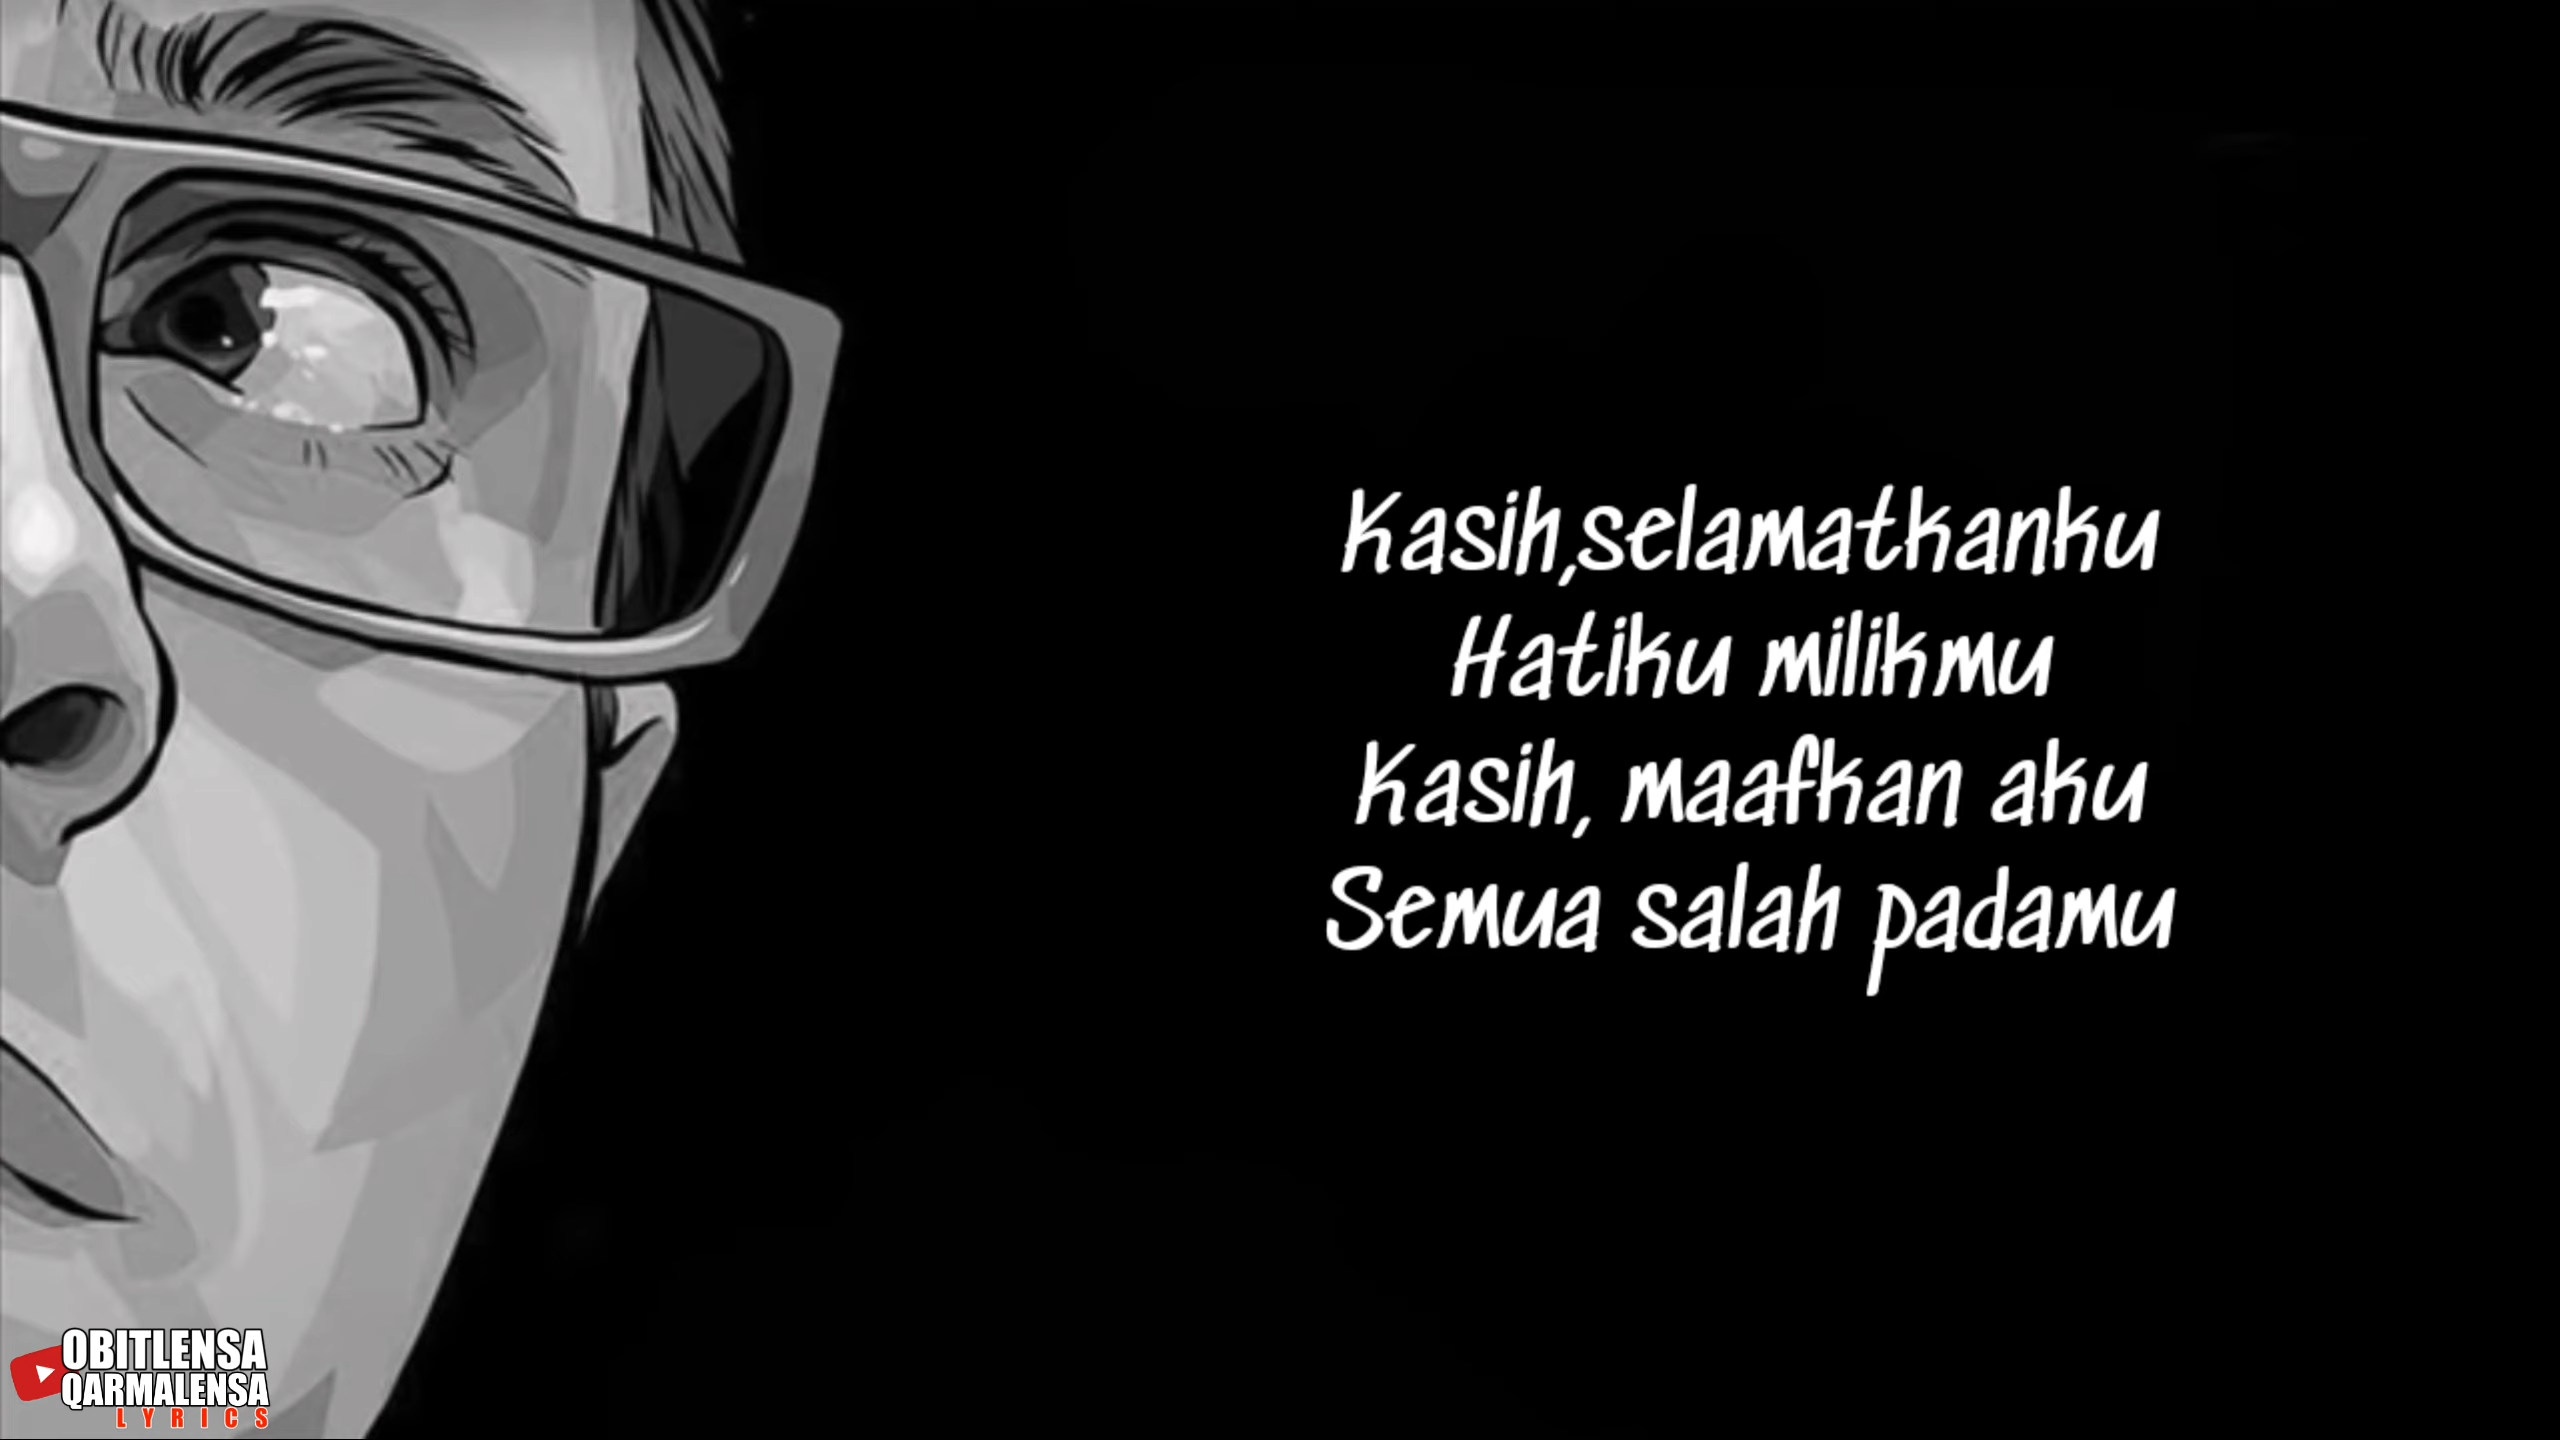 Kasih,selamatkanku
Hatiku milikmu
Kasih, maafkan aku
Semua salah padamu
OBITLENSA
QARMALENSA
LYRICS